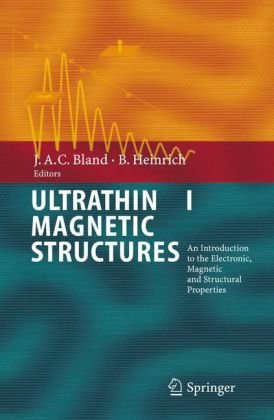 J.A.C. Bland · B. Heinrich
Editors
ULTRATHIN I
MAGNETIC
STRUCTURES
An Introduction
to the Electronic,
Magnetic
and Structural
Properties
Springer